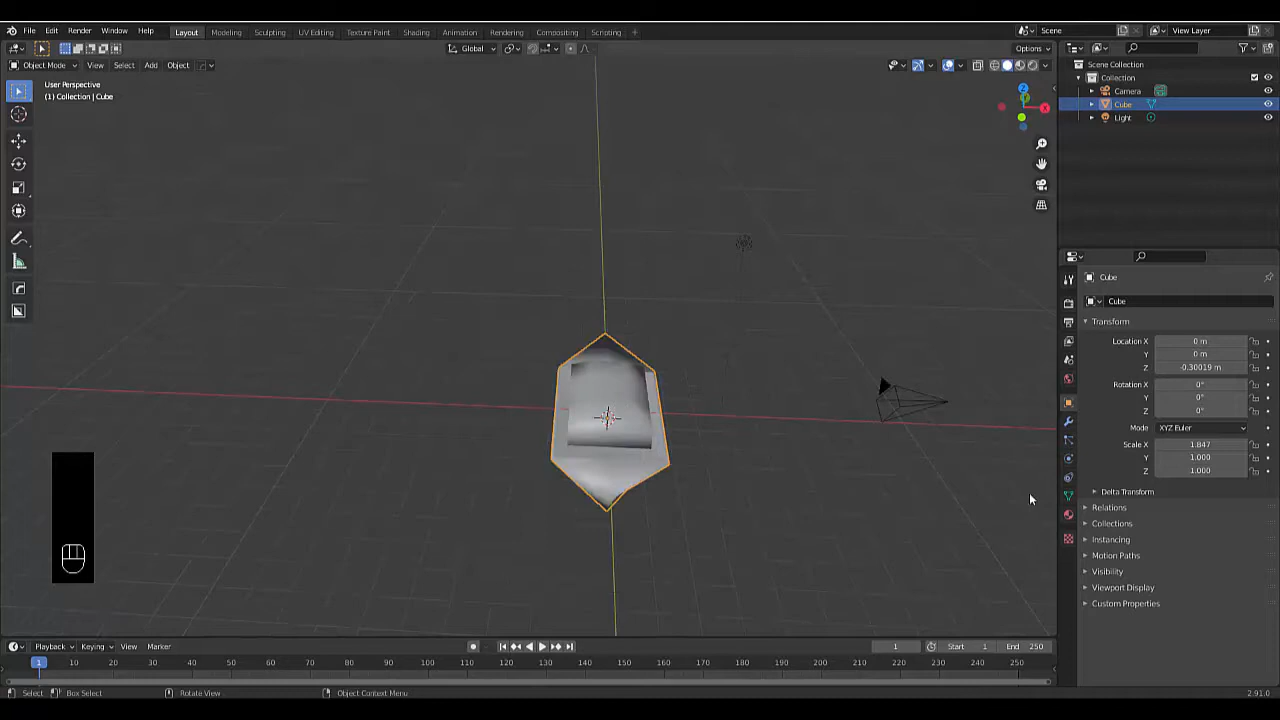 File Edit Render Window Help Layout Modeling Sculpting UV Editing Texture Paint Shading Animation Rendering Compositing Scripting + Scene View Layer
Global Options
Object Mode View Select Add Object
User Perspective
(1) Collection | Cube
Scene Collection
Collection
Camera
Cube
Light
Z
X
Cube
Cube
Transform
Location X 0 m
Y 0 m
Z -0.30019 m
Rotation X 0°
Y 0°
Z 0°
Mode XYZ Euler
Scale X 1.847
Y 1.000
Z 1.000
Delta Transform
Relations
Collections
Instancing
Motion Paths
Visibility
Viewport Display
Custom Properties
Playback Keying View Marker 1 Start 1 End 250
1 10 20 30 40 50 60 70 80 90 100 110 120 130 140 150 160 170 180 190 200 210 220 230 240 250
Select Box Select Rotate View Object Context Menu 2.91.0